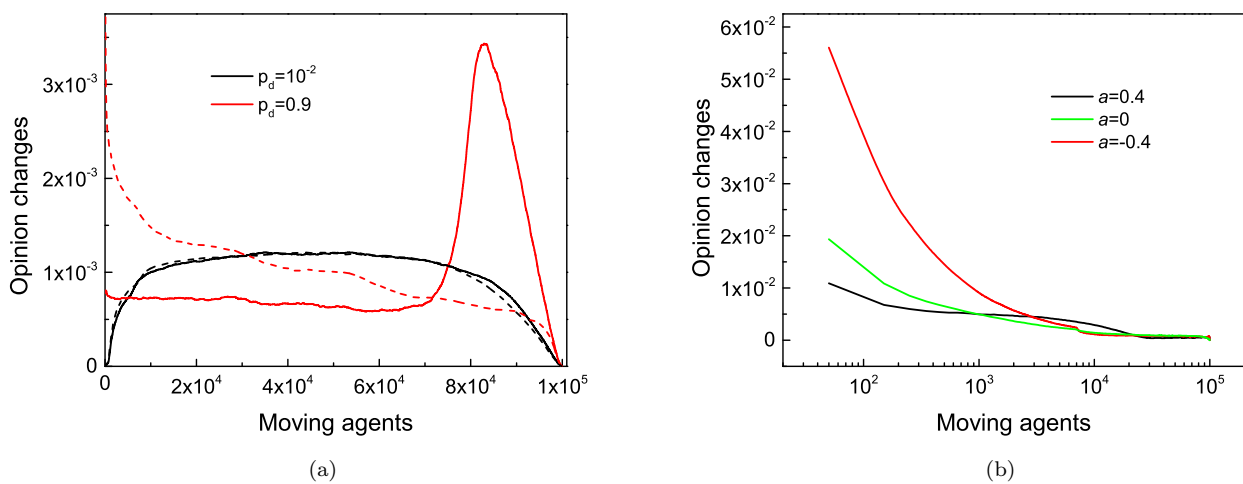 3x10⁻³
2x10⁻³
1x10⁻³
0
Opinion changes
p_d=10⁻²
p_d=0.9
0 2x10⁴ 4x10⁴ 6x10⁴ 8x10⁴ 1x10⁵
Moving agents
(a)
6x10⁻²
5x10⁻²
4x10⁻²
3x10⁻²
2x10⁻²
1x10⁻²
0
Opinion changes
a=0.4
a=0
a=-0.4
10² 10³ 10⁴ 10⁵
Moving agents
(b)